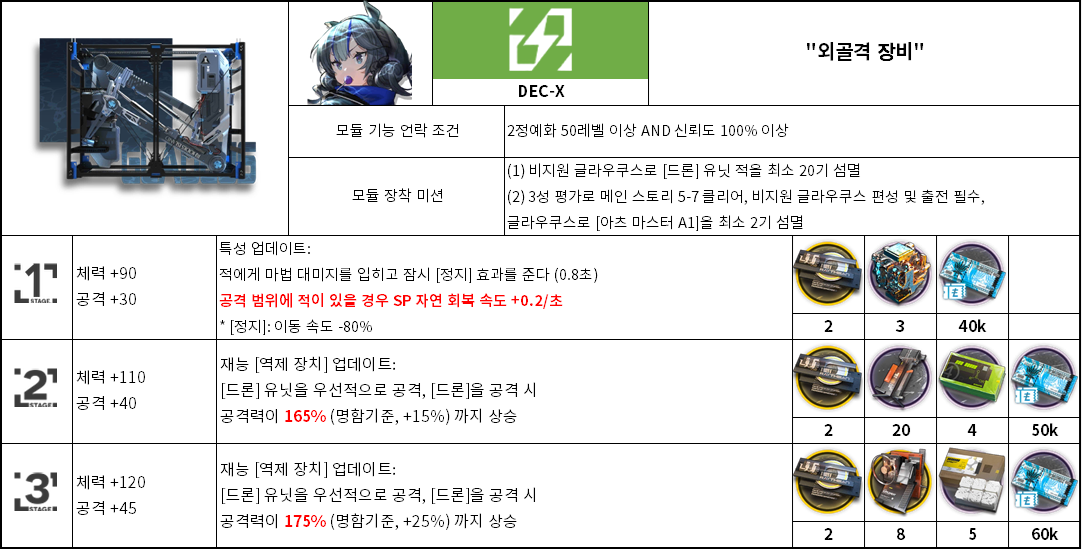 "외골격 장비"
DEC-X
모듈 기능 언락 조건
2정예화 50레벨 이상 AND 신뢰도 100% 이상
모듈 장착 미션
(1) 비지원 글라우쿠스로 [드론] 유닛 적을 최소 20기 섬멸
(2) 3성 평가로 메인 스토리 5-7 클리어, 비지원 글라우쿠스 편성 및 출전 필수,
글라우쿠스로 [아츠 마스터 A1]을 최소 2기 섬멸
1
STAGE
체력 +90
공격 +30
특성 업데이트:
적에게 마법 대미지를 입히고 잠시 [정지] 효과를 준다 (0.8초)
공격 범위에 적이 있을 경우 SP 자연 회복 속도 +0.2/초
* [정지]: 이동 속도 -80%
2
3
40k
2
STAGE
체력 +110
공격 +40
재능 [역제 장치] 업데이트:
[드론] 유닛을 우선적으로 공격, [드론]을 공격 시
공격력이 165% (명함기준, +15%) 까지 상승
2
20
4
50k
3
STAGE
체력 +120
공격 +45
재능 [역제 장치] 업데이트:
[드론] 유닛을 우선적으로 공격, [드론]을 공격 시
공격력이 175% (명함기준, +25%) 까지 상승
2
8
5
60k